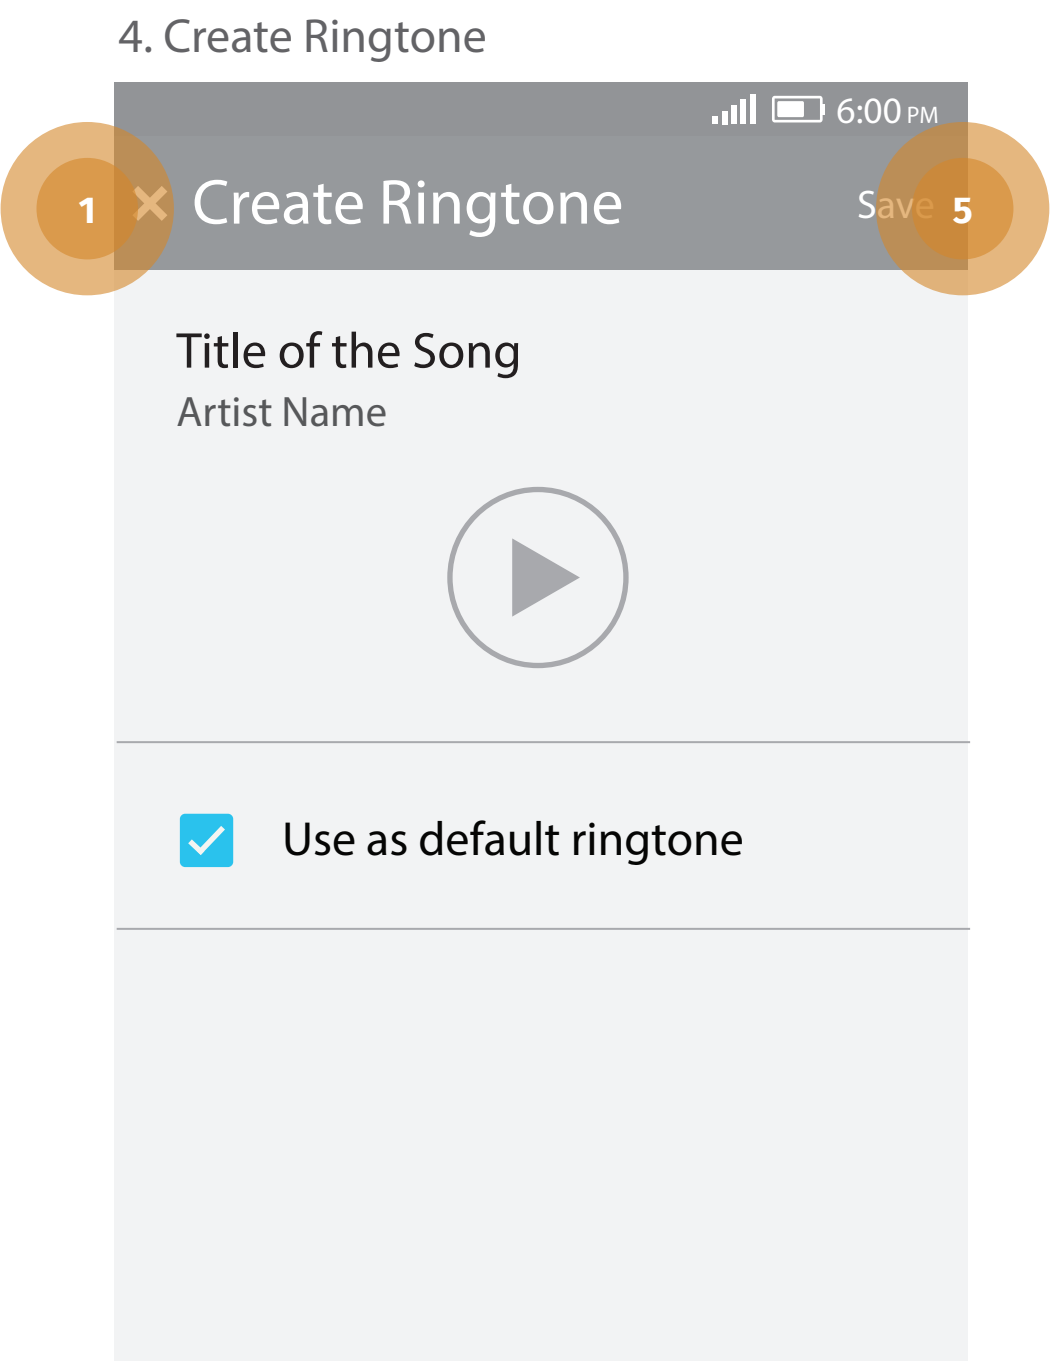 4. Create Ringtone
6:00 PM
1 Create Ringtone Save 5
Title of the Song
Artist Name
Use as default ringtone